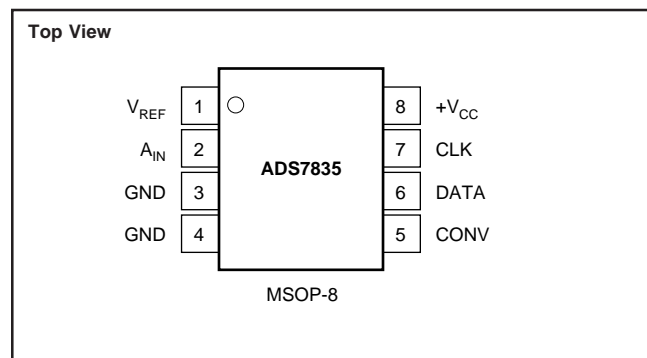 Top View
V_REF 1 8 +V_CC
A_IN 2 7 CLK
ADS7835
GND 3 6 DATA
GND 4 5 CONV
MSOP-8